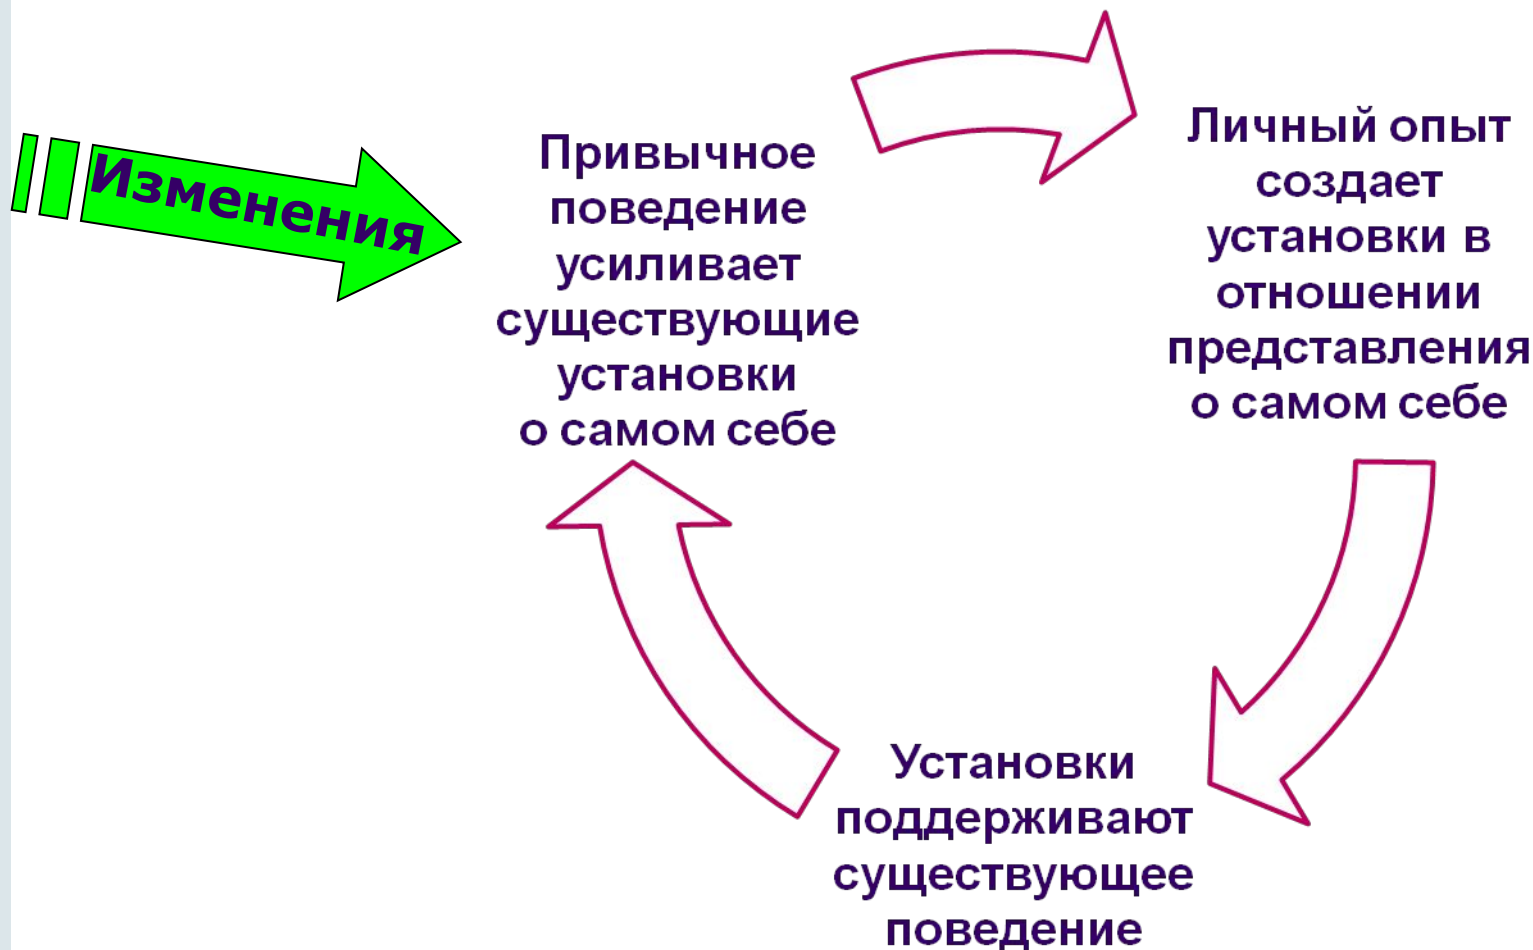 Изменения
Привычное
поведение
усиливает
существующие
установки
о самом себе
Личный опыт
создает
установки в
отношении
представления
о самом себе
Установки
поддерживают
существующее
поведение